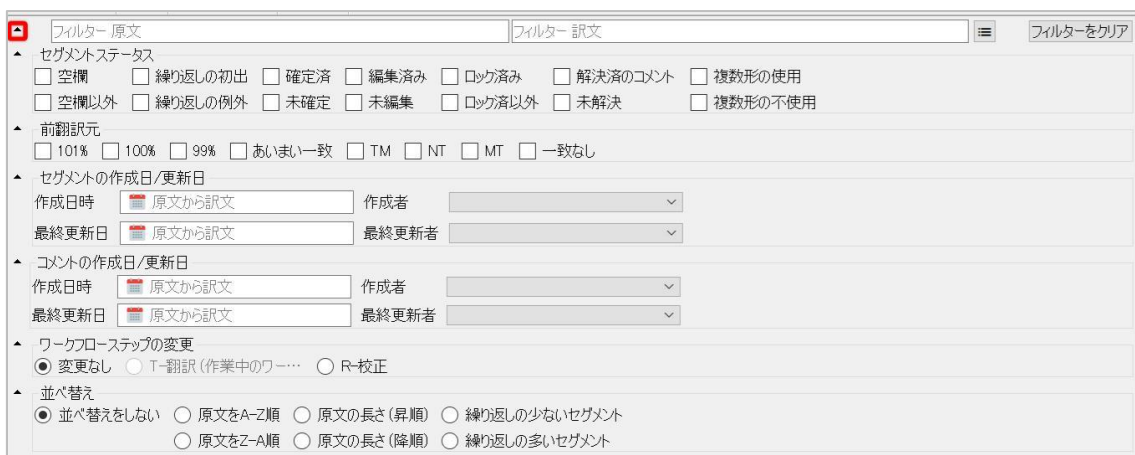 フィルター 原文 フィルター 訳文 フィルターをクリア
セグメントステータス
空欄 繰り返しの初出 確定済 編集済み ロック済み 解決済のコメント 複数形の使用
空欄以外 繰り返しの例外 未確定 未編集 ロック済以外 未解決 複数形の不使用
前翻訳元
101% 100% 99% あいまい一致 TM NT MT 一致なし
セグメントの作成日/更新日
作成日時 原文から訳文 作成者
最終更新日 原文から訳文 最終更新者
コメントの作成日/更新日
作成日時 原文から訳文 作成者
最終更新日 原文から訳文 最終更新者
ワークフローステップの変更
変更なし T-翻訳(作業中のワー… R-校正
並べ替え
並べ替えをしない 原文をA-Z順 原文の長さ(昇順) 繰り返しの少ないセグメント
原文をZ-A順 原文の長さ(降順) 繰り返しの多いセグメント